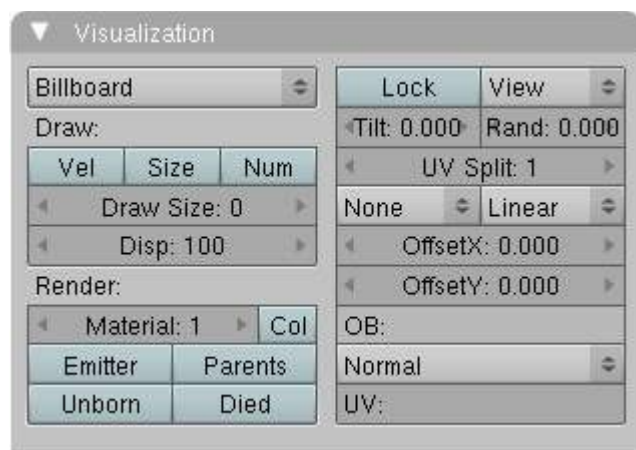 Visualization
Billboard
Draw:
Vel Size Num
Draw Size: 0
Disp: 100
Render:
Material: 1 Col
Emitter Parents
Unborn Died
Lock View
Tilt: 0.000 Rand: 0.000
UV Split: 1
None Linear
OffsetX: 0.000
OffsetY: 0.000
OB:
Normal
UV: